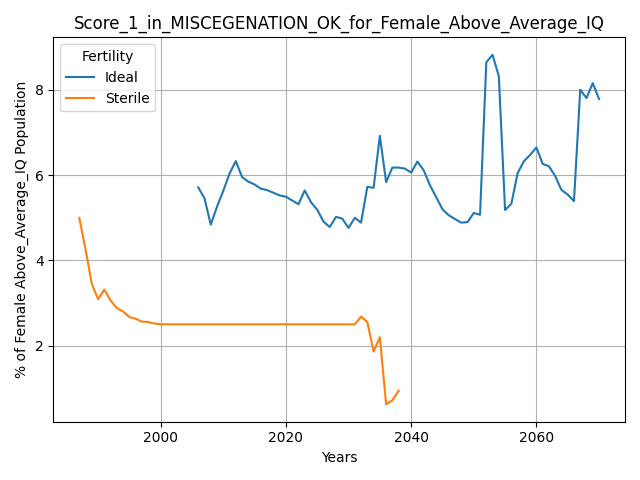 Score_1_in_MISCEGENATION_OK_for_Female_Above_Average_IQ
Fertility
Ideal
Sterile
% of Female Above_Average_IQ Population
8
6
4
2
2000 2020 2040 2060
Years